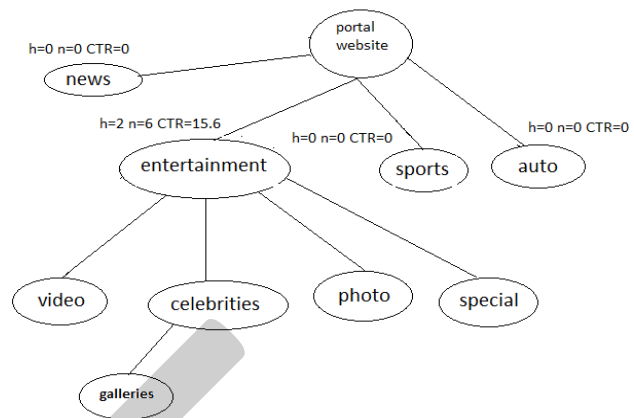 portal
website
h=0 n=0 CTR=0
news
h=2 n=6 CTR=15.6
h=0 n=0 CTR=0
h=0 n=0 CTR=0
entertainment
sports
auto
video
celebrities
photo
special
galleries